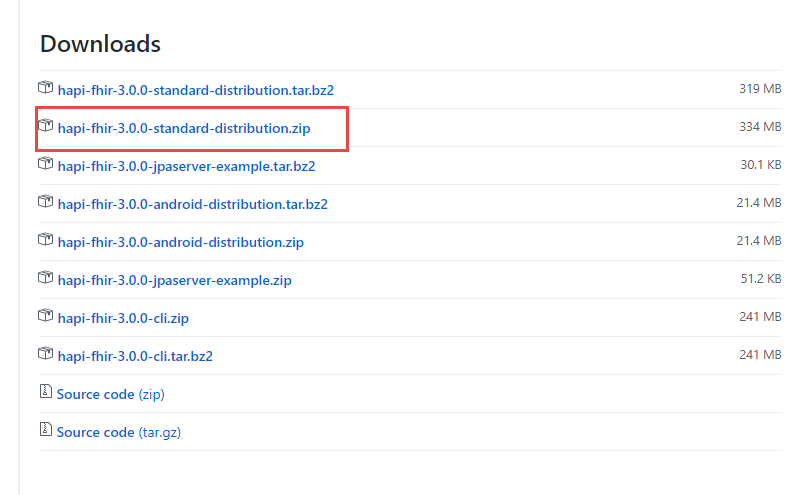 Downloads
hapi-fhir-3.0.0-standard-distribution.tar.bz2 319 MB
hapi-fhir-3.0.0-standard-distribution.zip 334 MB
hapi-fhir-3.0.0-jpaserver-example.tar.bz2 30.1 KB
hapi-fhir-3.0.0-android-distribution.tar.bz2 21.4 MB
hapi-fhir-3.0.0-android-distribution.zip 21.4 MB
hapi-fhir-3.0.0-jpaserver-example.zip 51.2 KB
hapi-fhir-3.0.0-cli.zip 241 MB
hapi-fhir-3.0.0-cli.tar.bz2 241 MB
Source code (zip)
Source code (tar.gz)